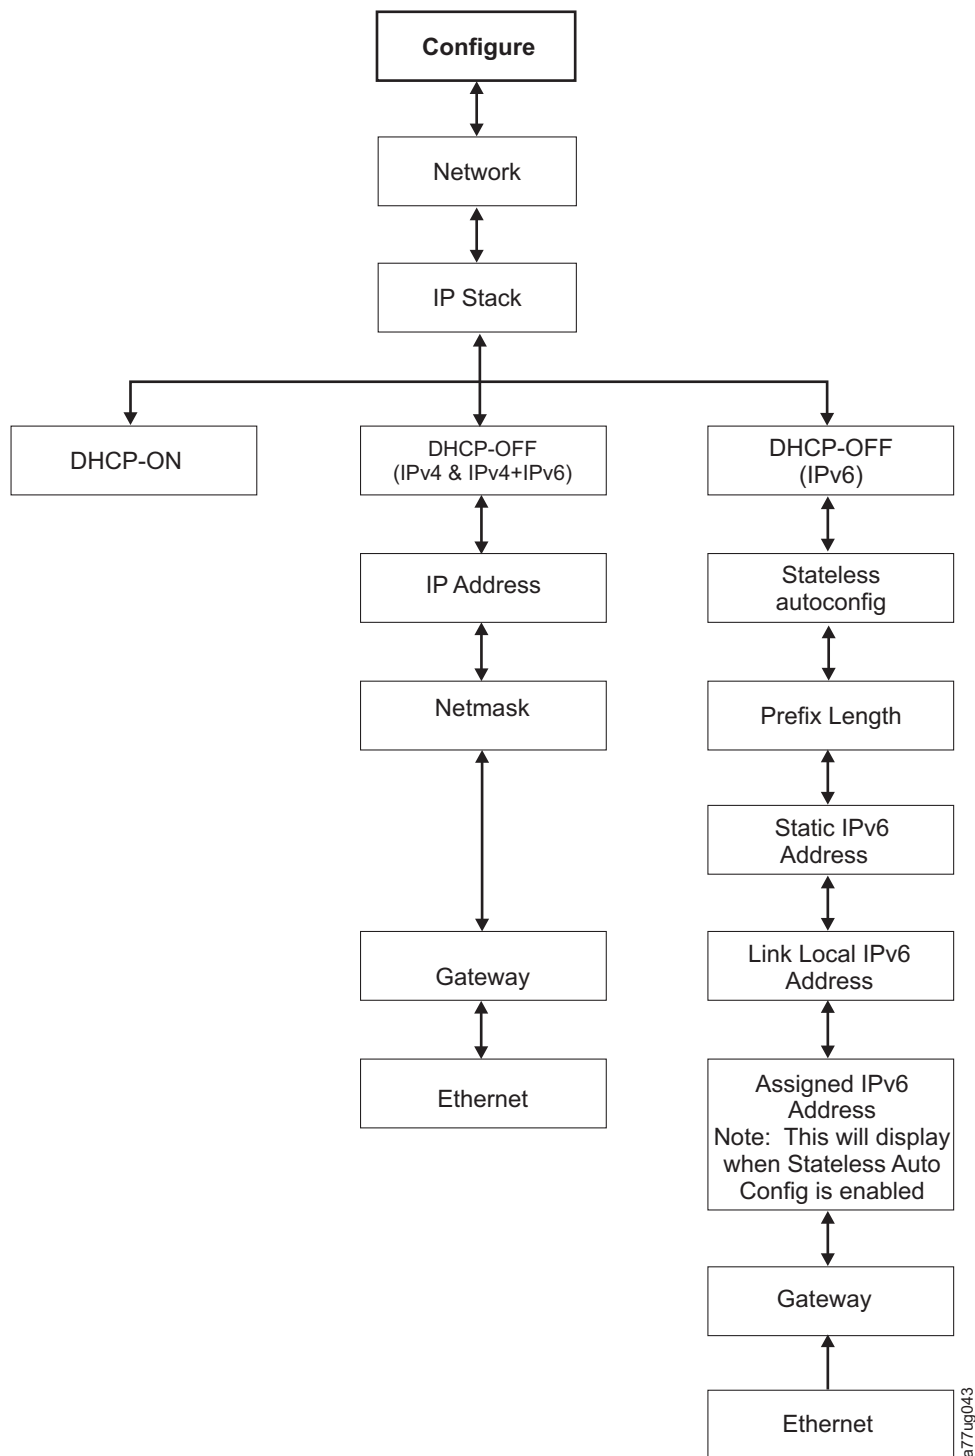 Configure
Network
IP Stack
DHCP-ON
DHCP-OFF
(IPv4 & IPv4+IPv6)
IP Address
Netmask
Gateway
Ethernet
DHCP-OFF
(IPv6)
Stateless
autoconfig
Prefix Length
Static IPv6
Address
Link Local IPv6
Address
Assigned IPv6
Address
Note: This will display
when Stateless Auto
Config is enabled
Gateway
Ethernet
a77ug043